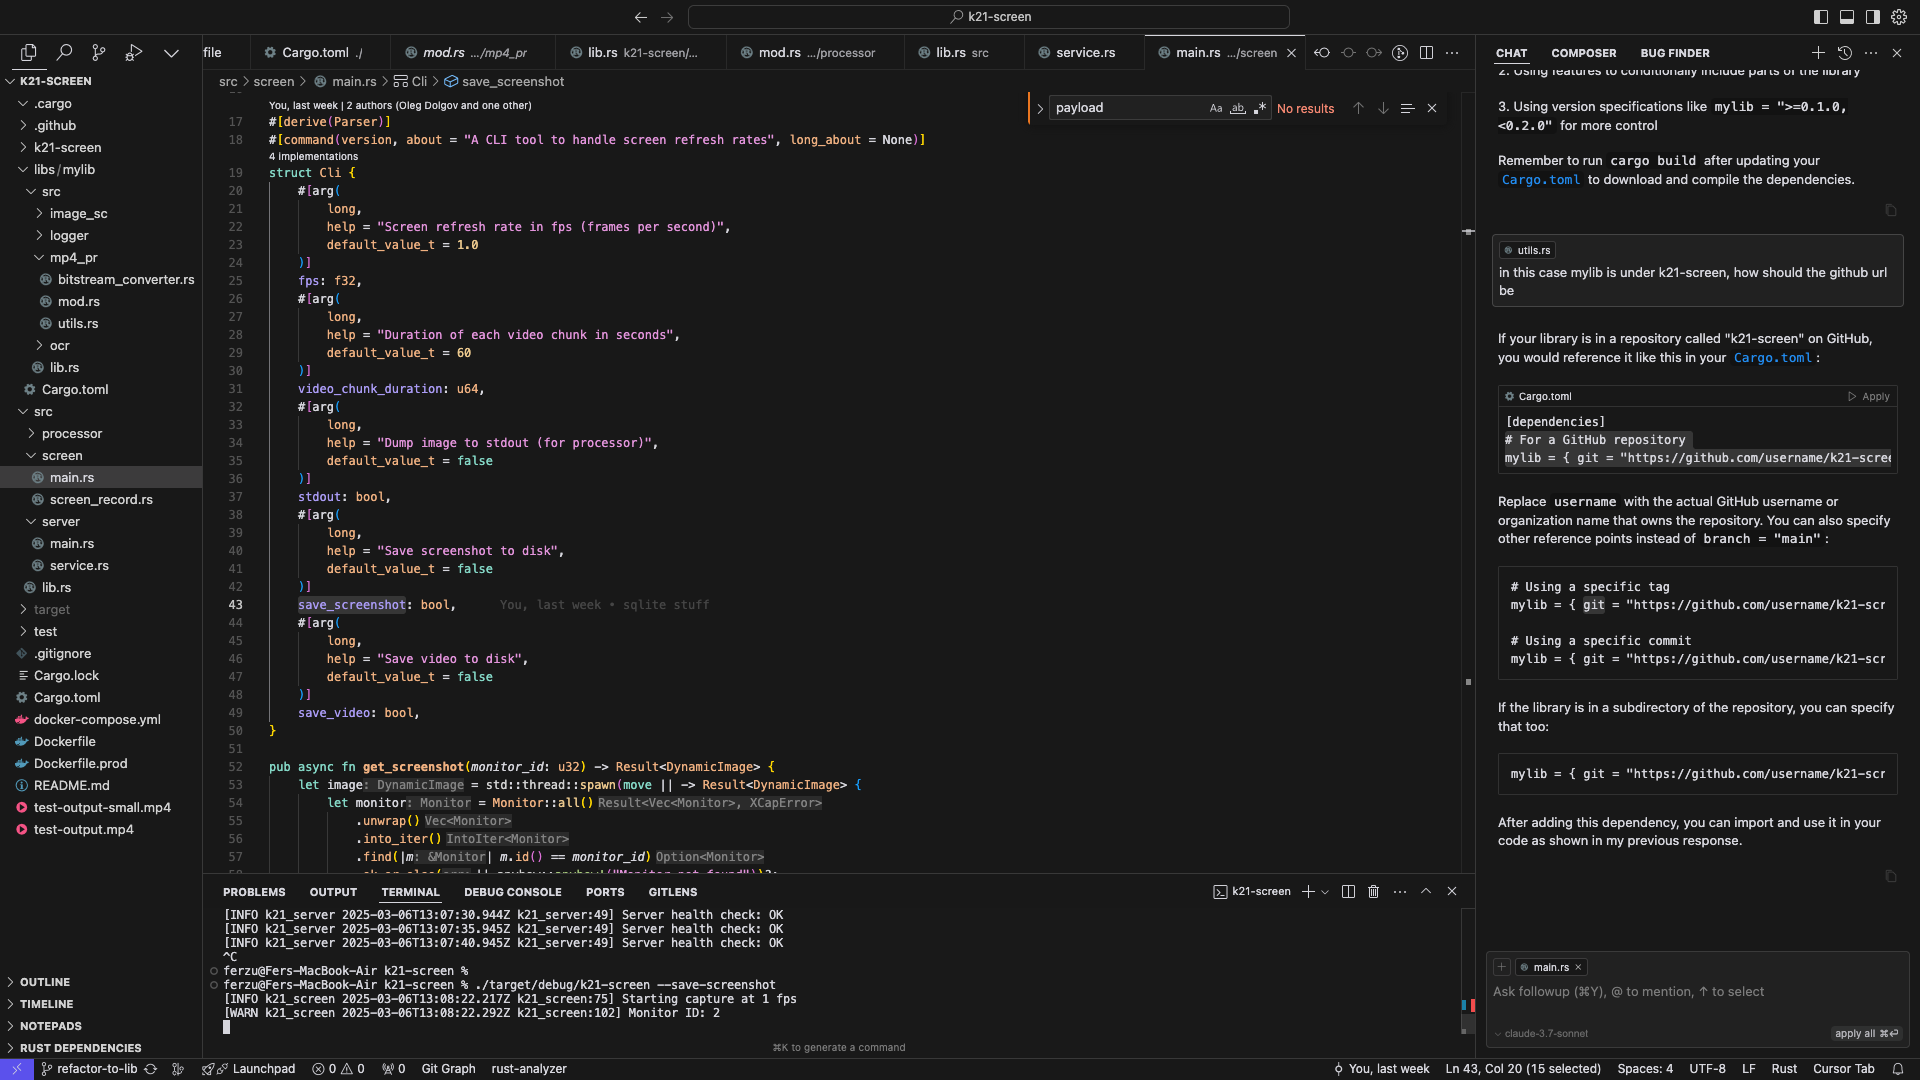 k21-screen
file
Cargo.toml ./
mod.rs .../mp4_pr
lib.rs k21-screen/...
mod.rs .../processor
lib.rs src
service.rs
main.rs .../screen
CHAT
COMPOSER
BUG FINDER
K21-SCREEN
.cargo
.github
k21-screen
libs/mylib
src
image_sc
logger
mp4_pr
bitstream_converter.rs
mod.rs
utils.rs
ocr
lib.rs
Cargo.toml
src
processor
screen
main.rs
screen_record.rs
server
main.rs
service.rs
lib.rs
target
test
.gitignore
Cargo.lock
Cargo.toml
docker-compose.yml
Dockerfile
Dockerfile.prod
README.md
test-output-small.mp4
test-output.mp4
OUTLINE
TIMELINE
NOTEPADS
RUST DEPENDENCIES
src > screen > main.rs > Cli > save_screenshot
payload
Aa ab .* No results
You, last week | 2 authors (Oleg Dolgov and one other)
17 #[derive(Parser)]
18 #[command(version, about = "A CLI tool to handle screen refresh rates", long_about = None)]
4 implementations
19 struct Cli {
20 #[arg(
21 long,
22 help = "Screen refresh rate in fps (frames per second)",
23 default_value_t = 1.0
24 )]
25 fps: f32,
26 #[arg(
27 long,
28 help = "Duration of each video chunk in seconds",
29 default_value_t = 60
30 )]
31 video_chunk_duration: u64,
32 #[arg(
33 long,
34 help = "Dump image to stdout (for processor)",
35 default_value_t = false
36 )]
37 stdout: bool,
38 #[arg(
39 long,
40 help = "Save screenshot to disk",
41 default_value_t = false
42 )]
43 save_screenshot: bool, You, last week • sqlite stuff
44 #[arg(
45 long,
46 help = "Save video to disk",
47 default_value_t = false
48 )]
49 save_video: bool,
50 }
51
52 pub async fn get_screenshot(monitor_id: u32) -> Result<DynamicImage> {
53 let image: DynamicImage = std::thread::spawn(move || -> Result<DynamicImage> {
54 let monitor: Monitor = Monitor::all() Result<Vec<Monitor>, XCapError>
55 .unwrap() Vec<Monitor>
56 .into_iter() IntoIter<Monitor>
57 .find(|m: &Monitor| m.id() == monitor_id) Option<Monitor>
PROBLEMS
OUTPUT
TERMINAL
DEBUG CONSOLE
PORTS
GITLENS
k21-screen
[INFO k21_server 2025-03-06T13:07:30.944Z k21_server:49] Server health check: OK
[INFO k21_server 2025-03-06T13:07:35.945Z k21_server:49] Server health check: OK
[INFO k21_server 2025-03-06T13:07:40.945Z k21_server:49] Server health check: OK
^C
ferzu@Fers-MacBook-Air k21-screen %
ferzu@Fers-MacBook-Air k21-screen % ./target/debug/k21-screen --save-screenshot
[INFO k21_screen 2025-03-06T13:08:22.217Z k21_screen:75] Starting capture at 1 fps
[WARN k21_screen 2025-03-06T13:08:22.292Z k21_screen:102] Monitor ID: 2
⌘K to generate a command
2. Using features to conditionally include parts of the library
3. Using version specifications like mylib = ">=0.1.0,
<0.2.0" for more control
Remember to run cargo build after updating your
Cargo.toml to download and compile the dependencies.
utils.rs
in this case mylib is under k21-screen, how should the github url
be
If your library is in a repository called "k21-screen" on GitHub,
you would reference it like this in your Cargo.toml :
Cargo.toml
Apply
[dependencies]
# For a GitHub repository
mylib = { git = "https://github.com/username/k21-scree
Replace username with the actual GitHub username or
organization name that owns the repository. You can also specify
other reference points instead of branch = "main" :
# Using a specific tag
mylib = { git = "https://github.com/username/k21-scr
# Using a specific commit
mylib = { git = "https://github.com/username/k21-scr
If the library is in a subdirectory of the repository, you can specify
that too:
mylib = { git = "https://github.com/username/k21-scr
After adding this dependency, you can import and use it in your
code as shown in my previous response.
main.rs
Ask followup (⌘Y), @ to mention, ↑ to select
claude-3.7-sonnet
apply all ⌘⏎
refactor-to-lib
Launchpad
0 0
0
Git Graph
rust-analyzer
You, last week
Ln 43, Col 20 (15 selected)
Spaces: 4
UTF-8
LF
Rust
Cursor Tab